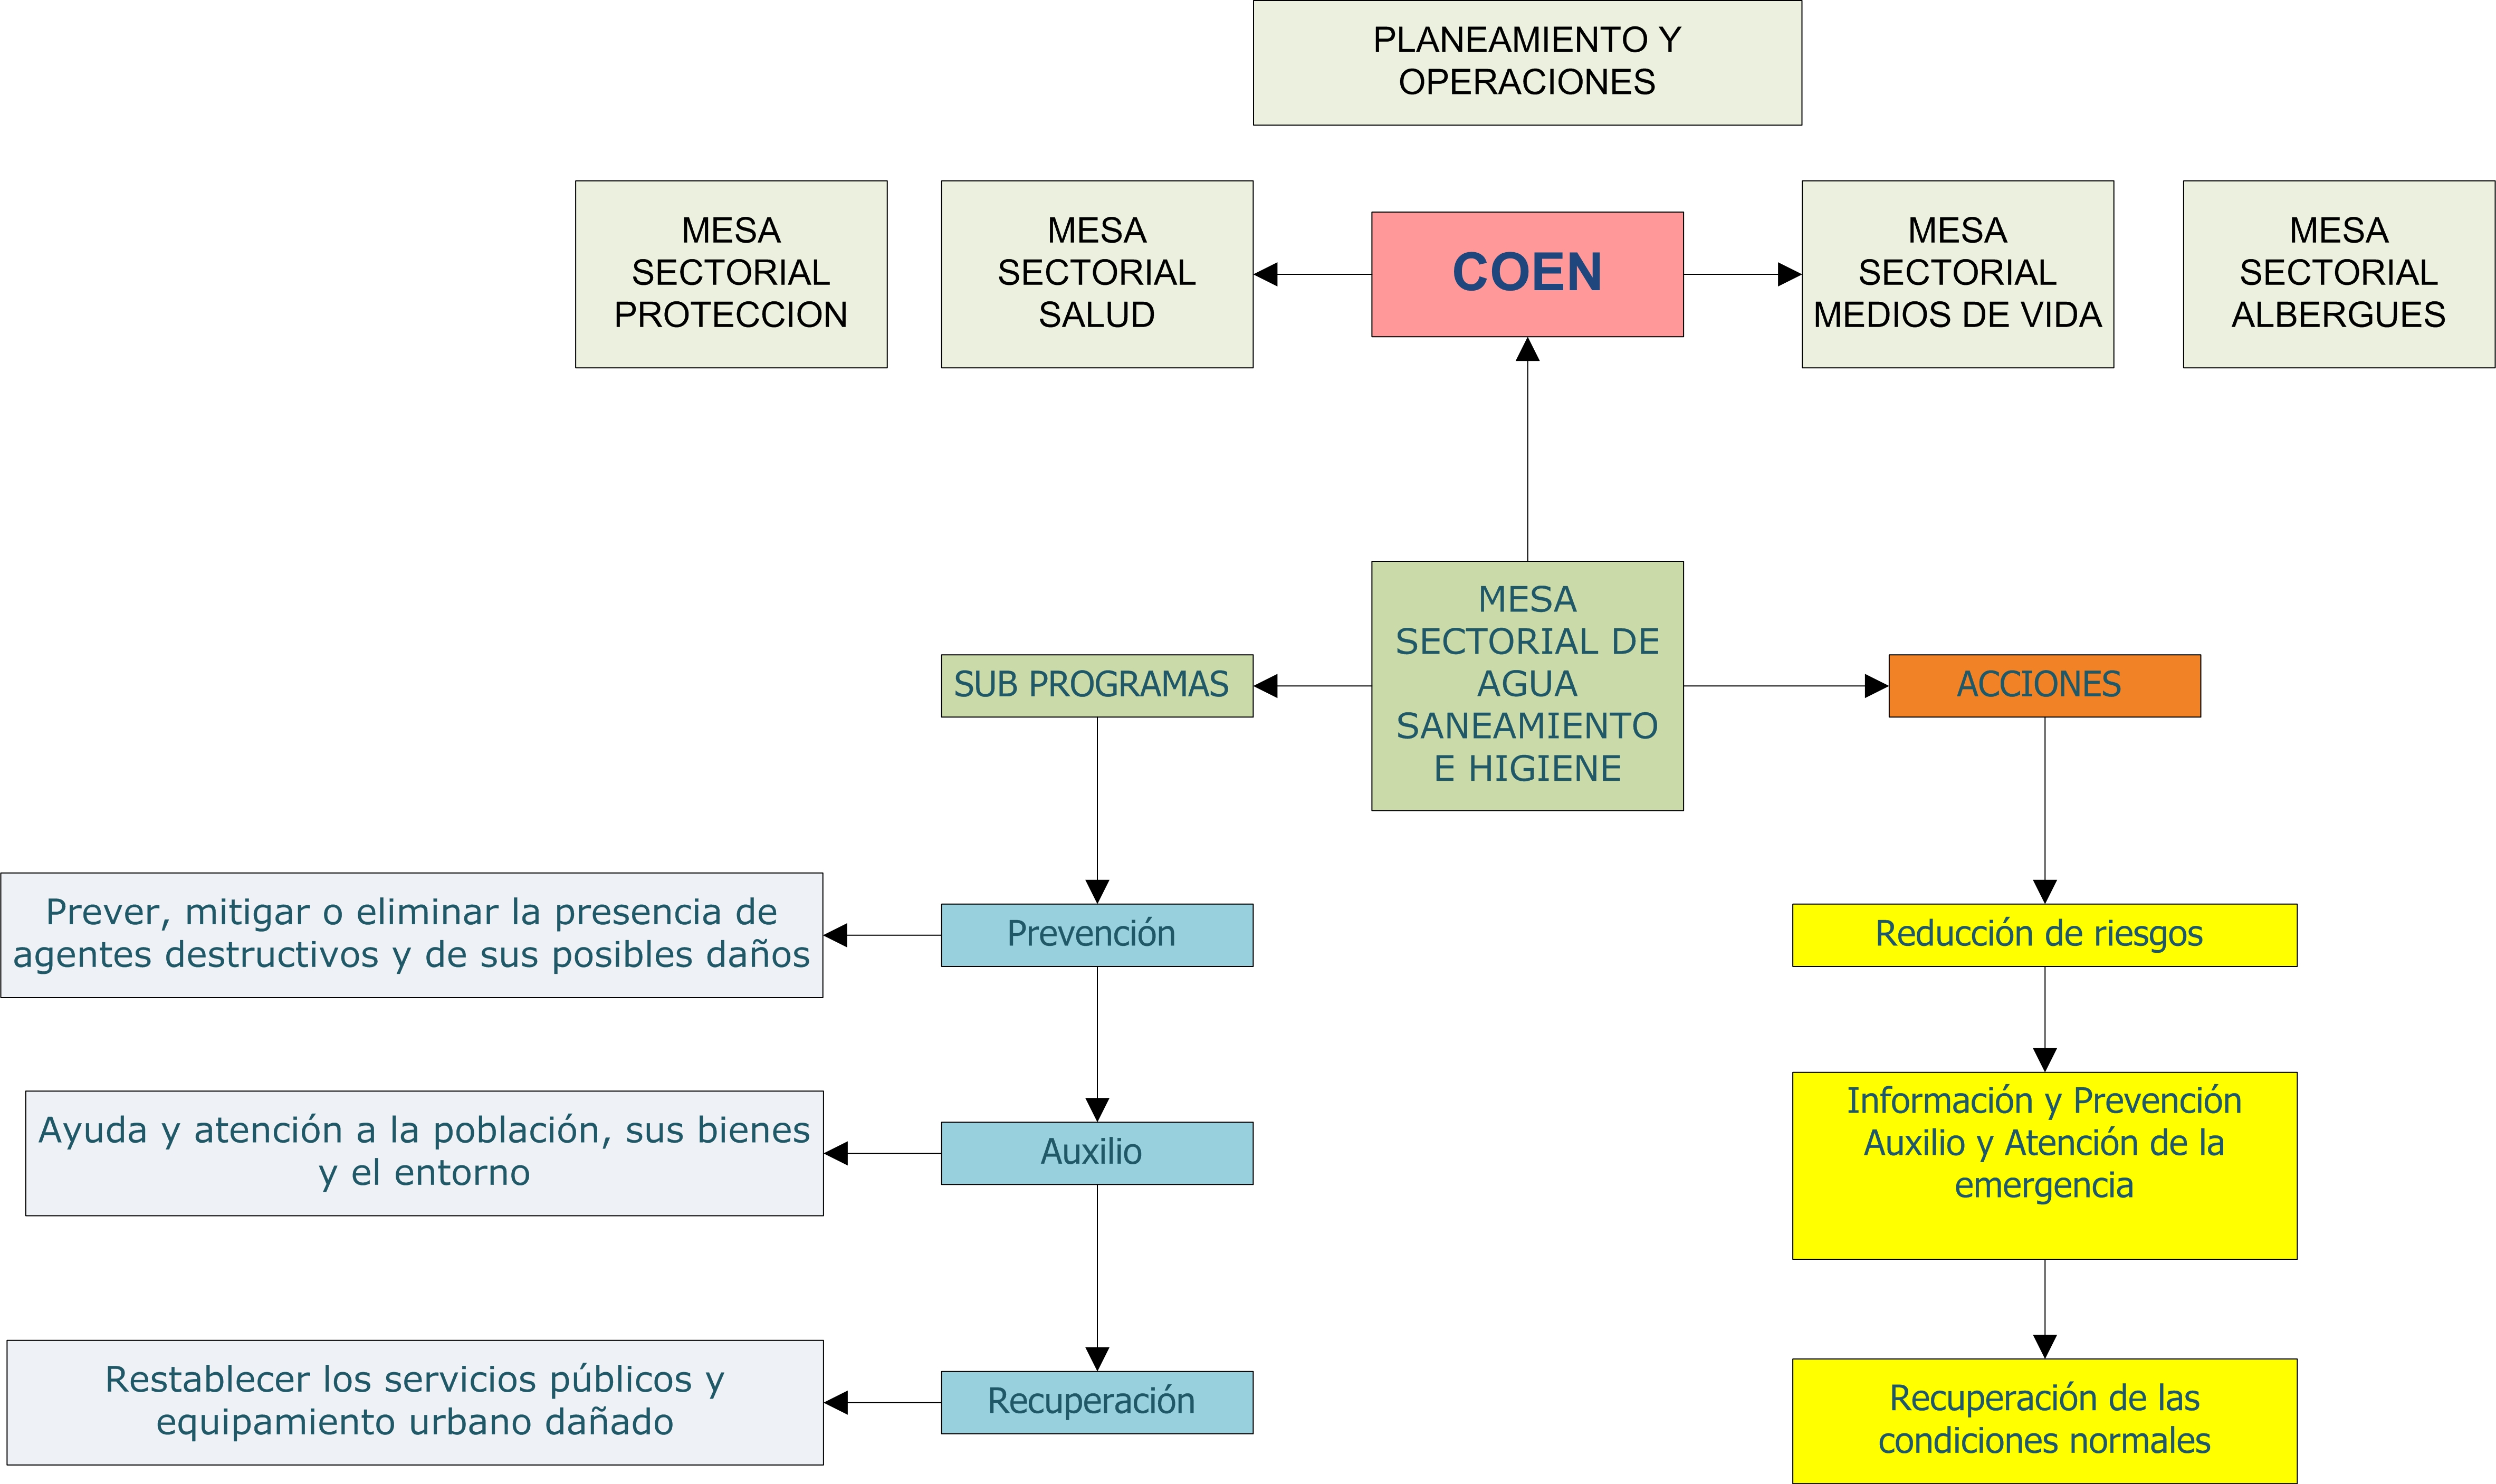 PLANEAMIENTO Y
OPERACIONES
MESA
SECTORIAL
PROTECCION
MESA
SECTORIAL
SALUD
COEN
MESA
SECTORIAL
MEDIOS DE VIDA
MESA
SECTORIAL
ALBERGUES
MESA
SECTORIAL DE
AGUA
SANEAMIENTO
E HIGIENE
SUB PROGRAMAS
ACCIONES
Prever, mitigar o eliminar la presencia de
agentes destructivos y de sus posibles daños
Prevención
Reducción de riesgos
Ayuda y atención a la población, sus bienes
y el entorno
Auxilio
Información y Prevención
Auxilio y Atención de la
emergencia
Restablecer los servicios públicos y
equipamiento urbano dañado
Recuperación
Recuperación de las
condiciones normales